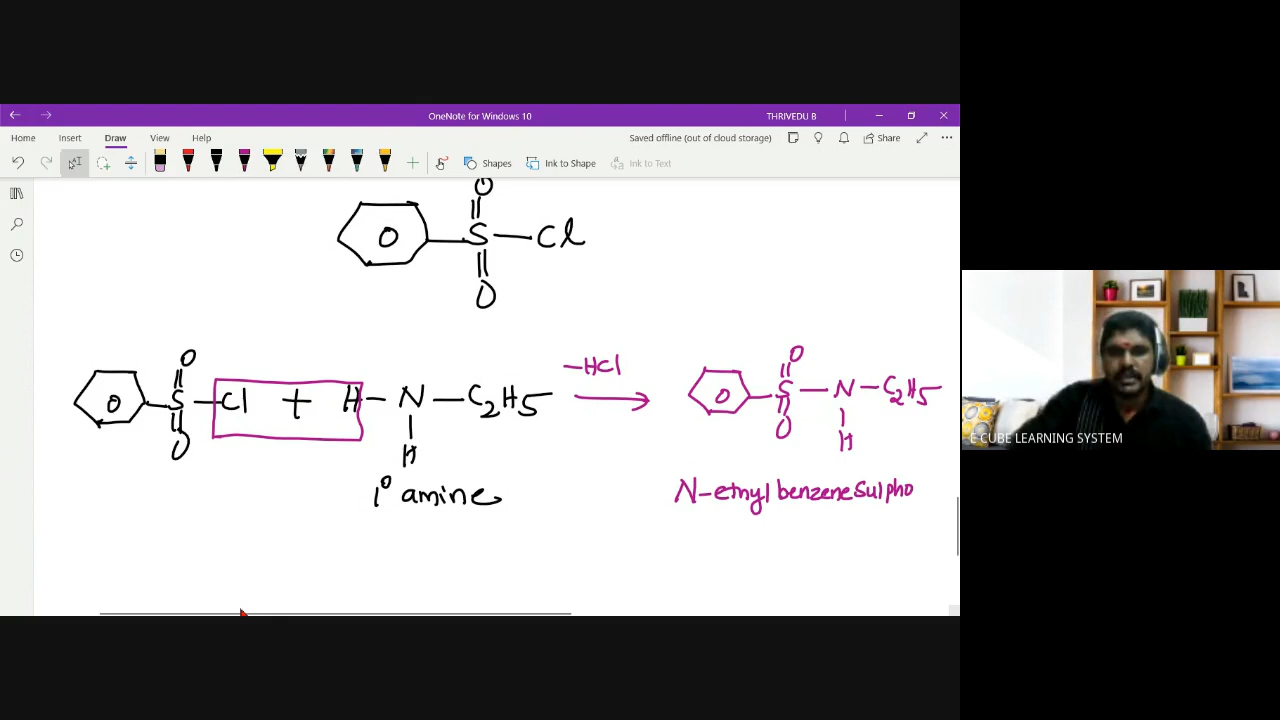 OneNote for Windows 10
THRIVEDU B
Home Insert Draw View Help
Saved offline (out of cloud storage)
Share
Shapes
Ink to Shape
Ink to Text
O
S Cl
O
O
S Cl + H N C2H5
O
H
1° amine
-HCl
O
S N C2H5
O
H
N-ethyl benzenesulpho
E CUBE LEARNING SYSTEM